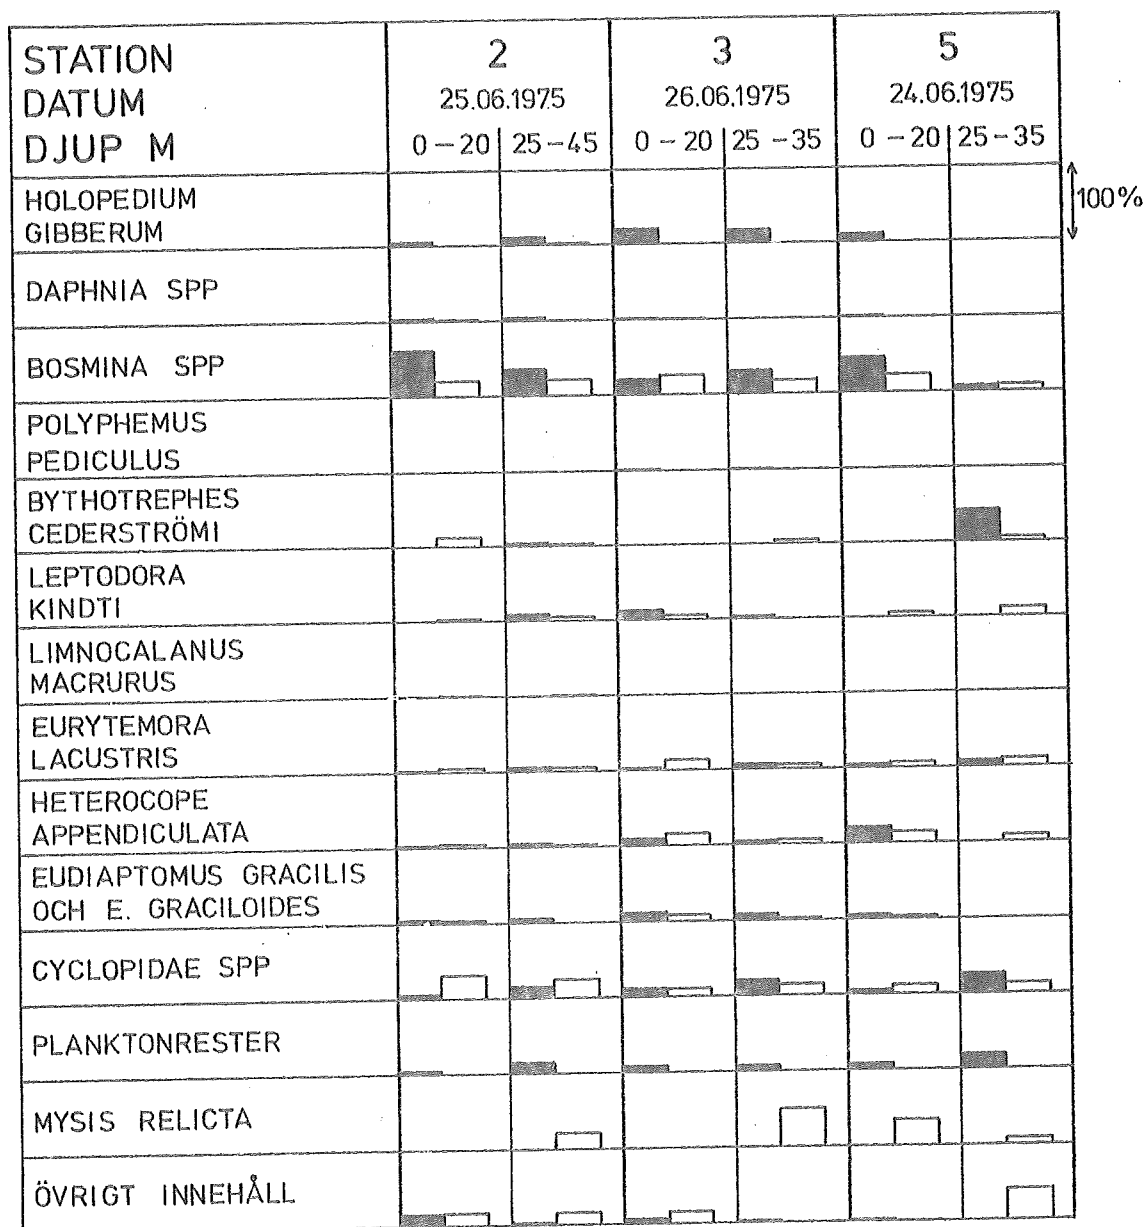 STATION 2 3 5
DATUM 25.06.1975 26.06.1975 24.06.1975
DJUP M 0-20 25-45 0-20 25-35 0-20 25-35
100%
HOLOPEDIUM
GIBBERUM
DAPHNIA SPP
BOSMINA SPP
POLYPHEMUS
PEDICULUS
BYTHOTREPHES
CEDERSTRÖMI
LEPTODORA
KINDTI
LIMNOCALANUS
MACRURUS
EURYTEMORA
LACUSTRIS
HETEROCOPE
APPENDICULATA
EUDIAPTOMUS GRACILIS
OCH E. GRACILOIDES
CYCLOPIDAE SPP
PLANKTONRESTER
MYSIS RELICTA
ÖVRIGT INNEHÅLL